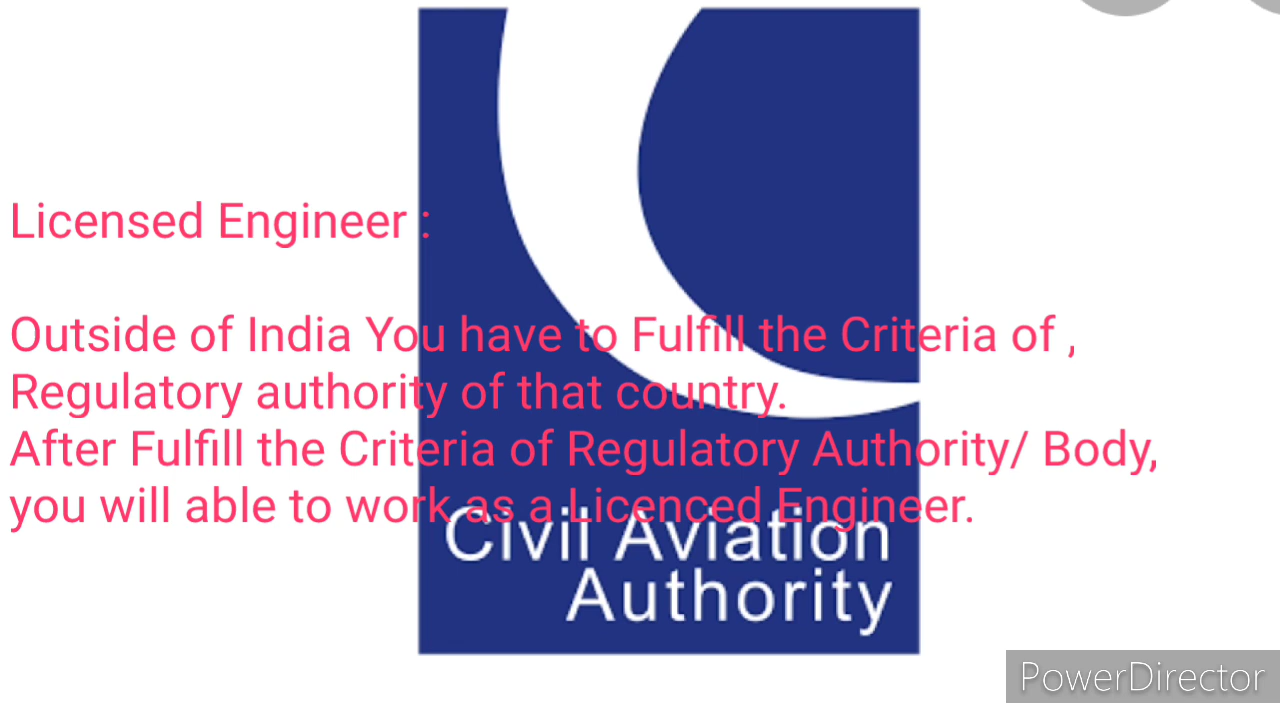 Licensed Engineer :
Outside of India You have to Fulfill the Criteria of ,
Regulatory authority of that country.
After Fulfill the Criteria of Regulatory Authority/ Body,
you will able to work as a Licenced Engineer.
Civil Aviation
Authority
PowerDirector